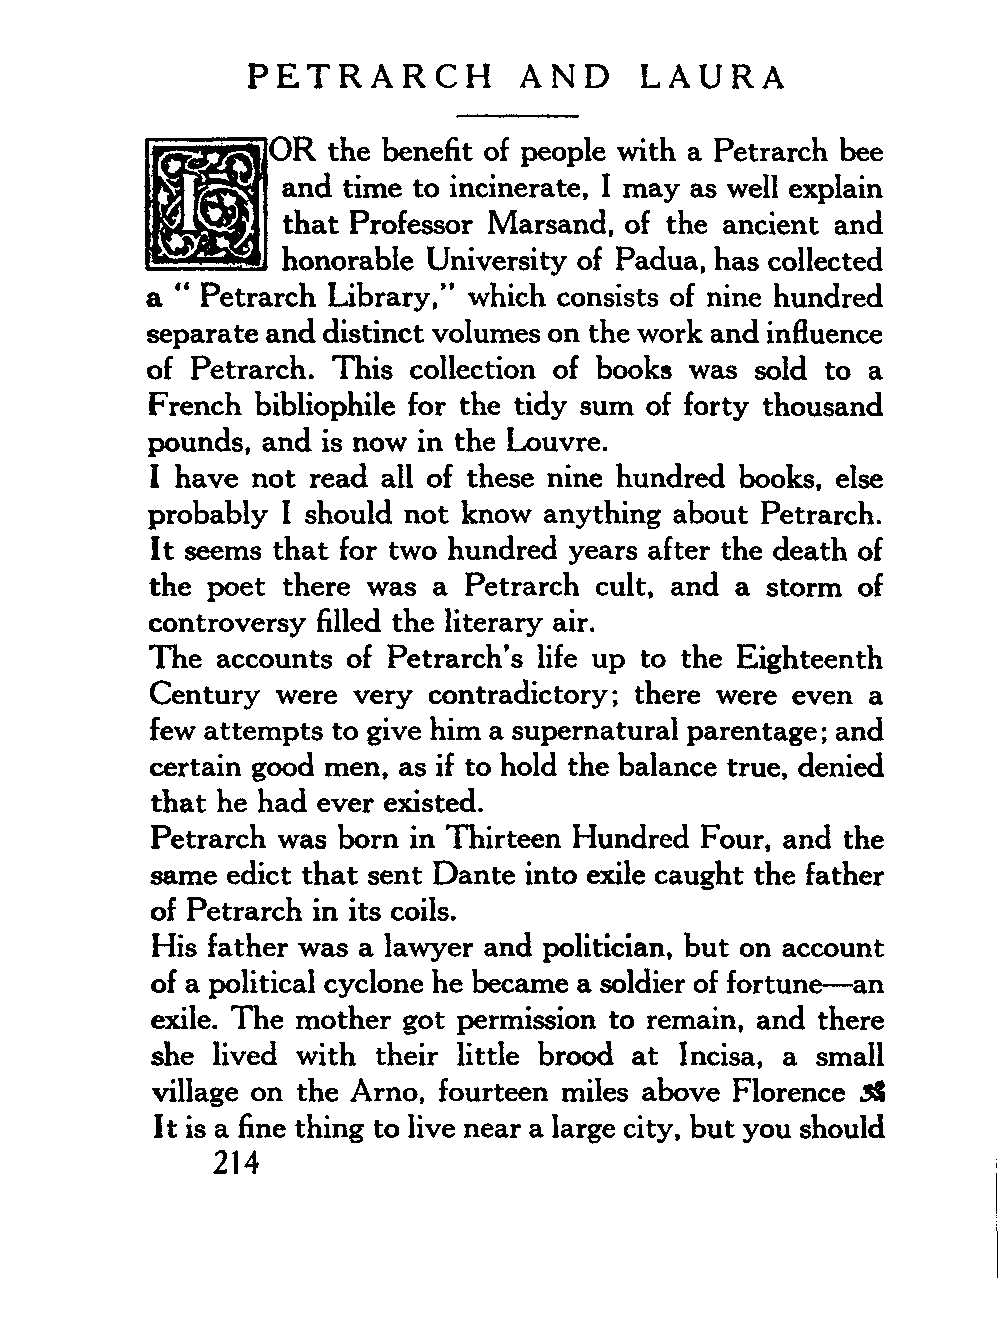 PETRARCH AND LAURA
FOR the benefit of people with a Petrarch bee
and time to incinerate, I may as well explain
that Professor Marsand, of the ancient and
honorable University of Padua, has collected
a “ Petrarch Library,” which consists of nine hundred
separate and distinct volumes on the work and influence
of Petrarch. This collection of books was sold to a
French bibliophile for the tidy sum of forty thousand
pounds, and is now in the Louvre.
I have not read all of these nine hundred books, else
probably I should not know anything about Petrarch.
It seems that for two hundred years after the death of
the poet there was a Petrarch cult, and a storm of
controversy filled the literary air.
The accounts of Petrarch’s life up to the Eighteenth
Century were very contradictory; there were even a
few attempts to give him a supernatural parentage; and
certain good men, as if to hold the balance true, denied
that he had ever existed.
Petrarch was born in Thirteen Hundred Four, and the
same edict that sent Dante into exile caught the father
of Petrarch in its coils.
His father was a lawyer and politician, but on account
of a political cyclone he became a soldier of fortune—an
exile. The mother got permission to remain, and there
she lived with their little brood at Incisa, a small
village on the Arno, fourteen miles above Florence
It is a fine thing to live near a large city, but you should
214